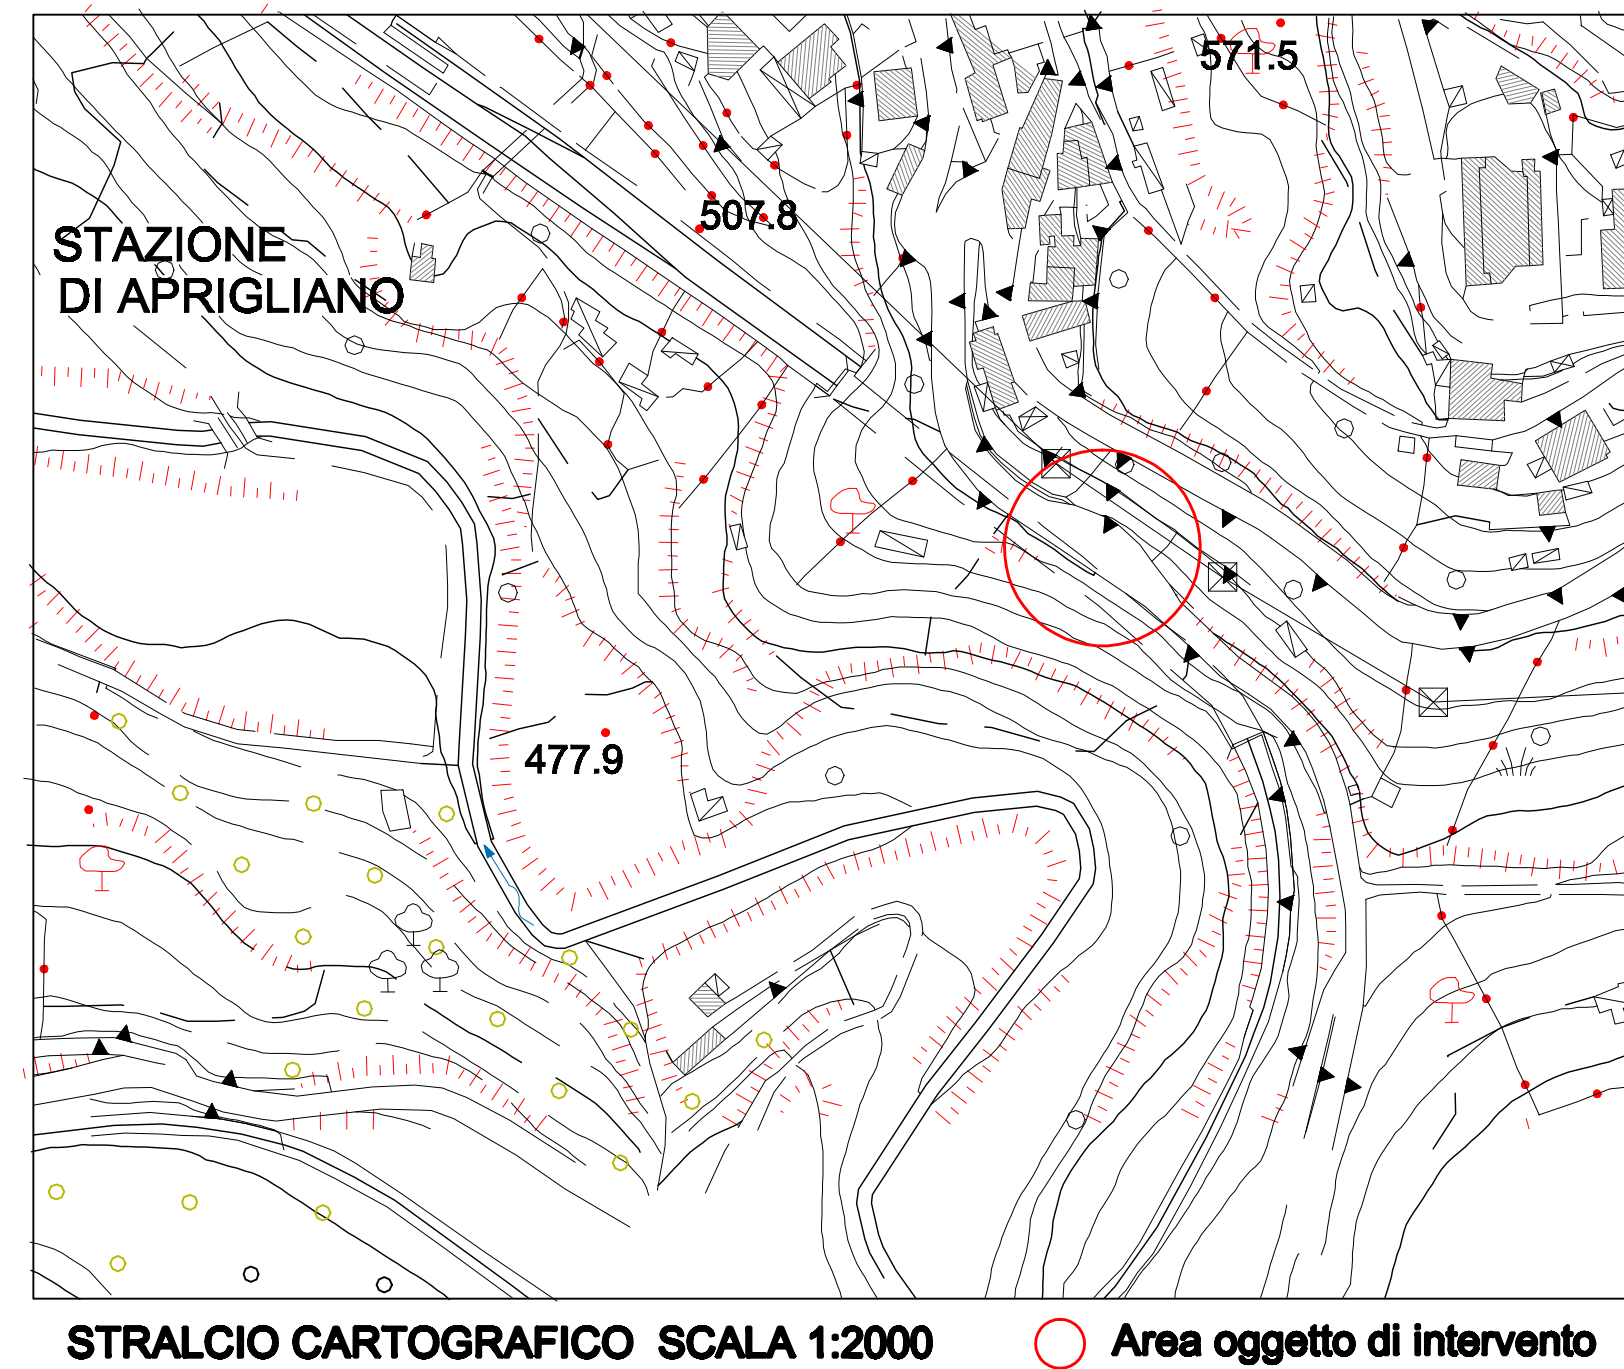 571.5
507.8
STAZIONE
DI APRIGLIANO
477.9
STRALCIO CARTOGRAFICO SCALA 1:2000
Area oggetto di intervento